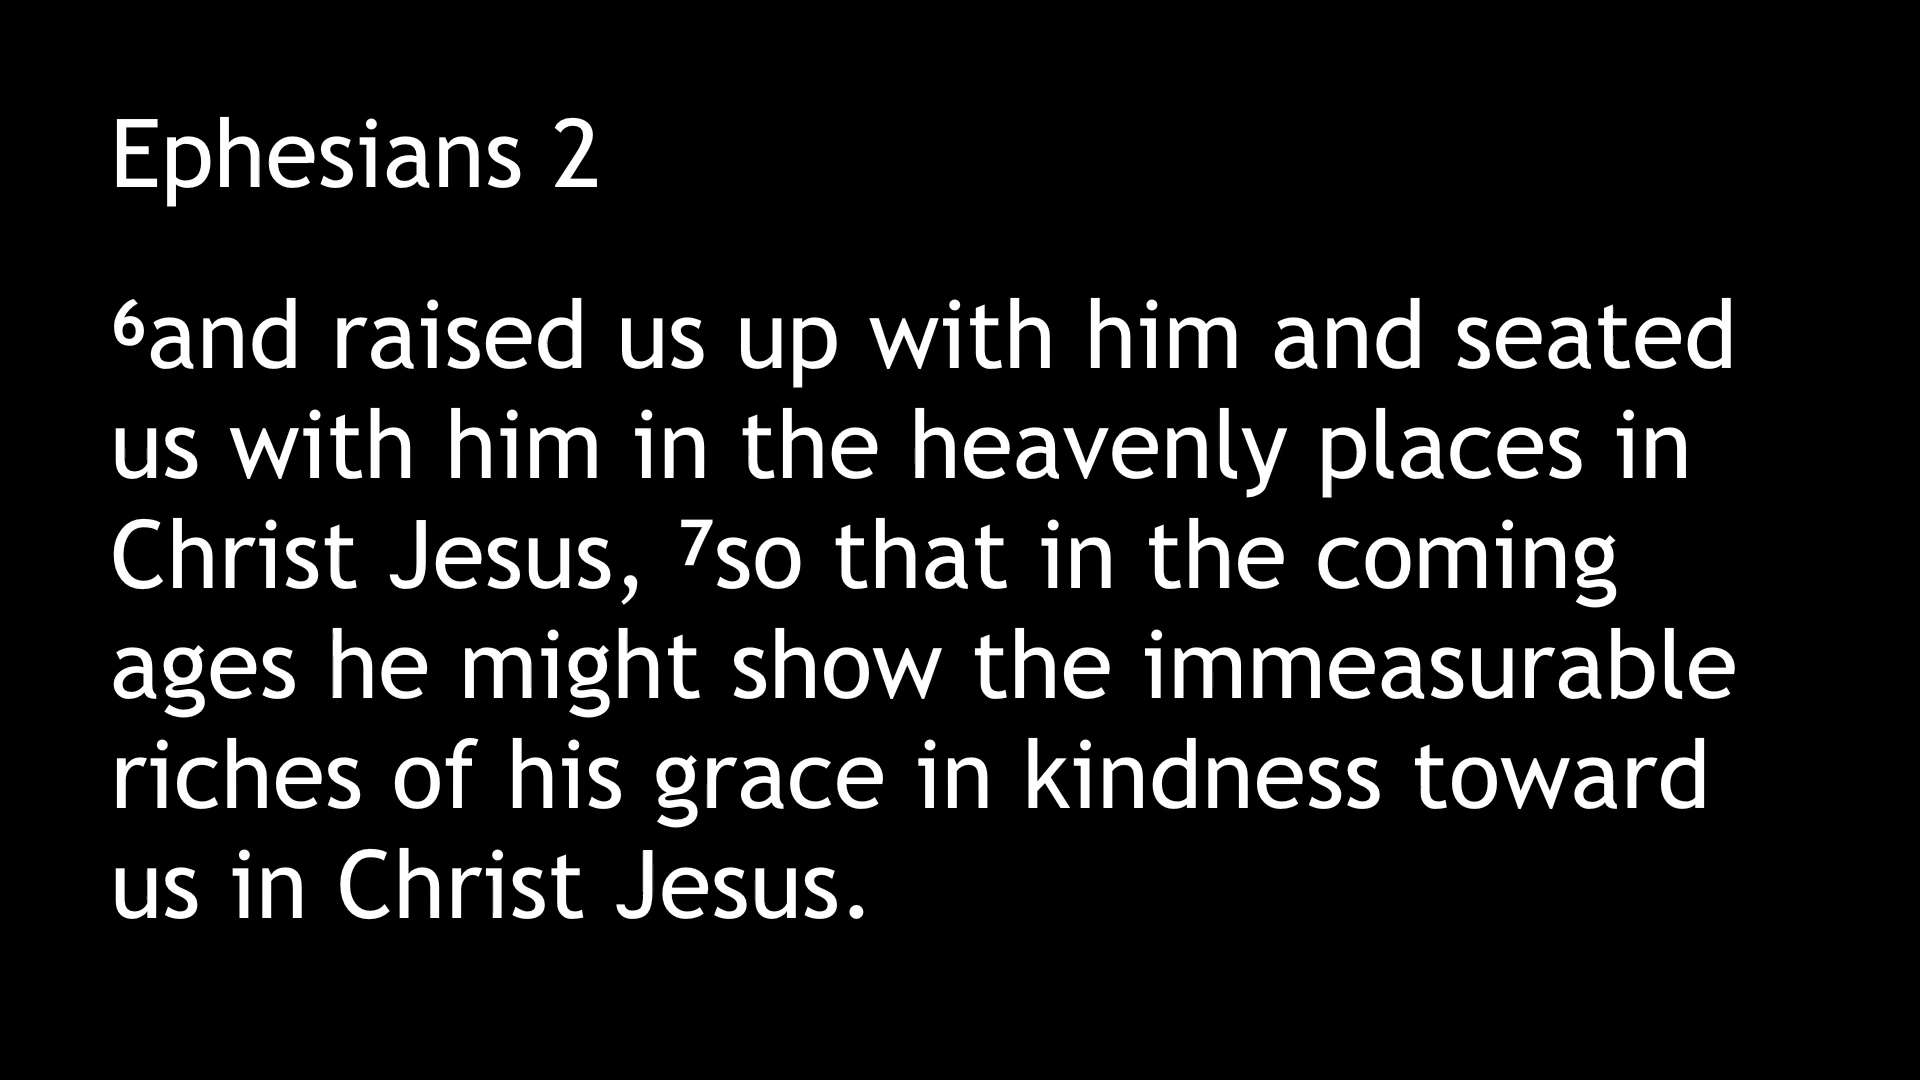 Ephesians 2
⁶and raised us up with him and seated
us with him in the heavenly places in
Christ Jesus, ⁷so that in the coming
ages he might show the immeasurable
riches of his grace in kindness toward
us in Christ Jesus.